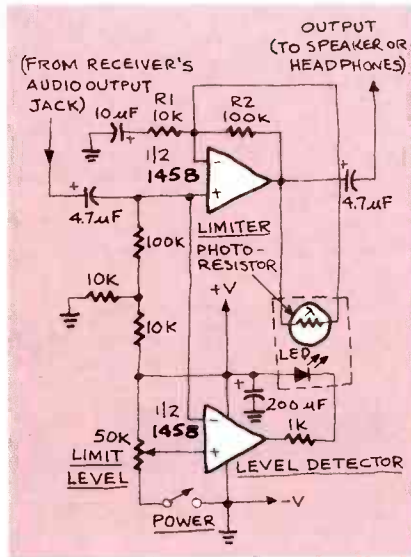 OUTPUT
(TO SPEAKER OR
HEADPHONES)
(FROM RECEIVER'S
AUDIO OUTPUT
JACK)
10µF
R1
10K
R2
100K
+
1/2
1458
-
+
+
4.7µF
+
4.7µF
LIMITER
PHOTO-
RESISTOR
100K
+V
λ
10K
10K
LED
+
200µF
1/2
1458
-
+
1K
50K
LIMIT
LEVEL
LEVEL DETECTOR
POWER
-V